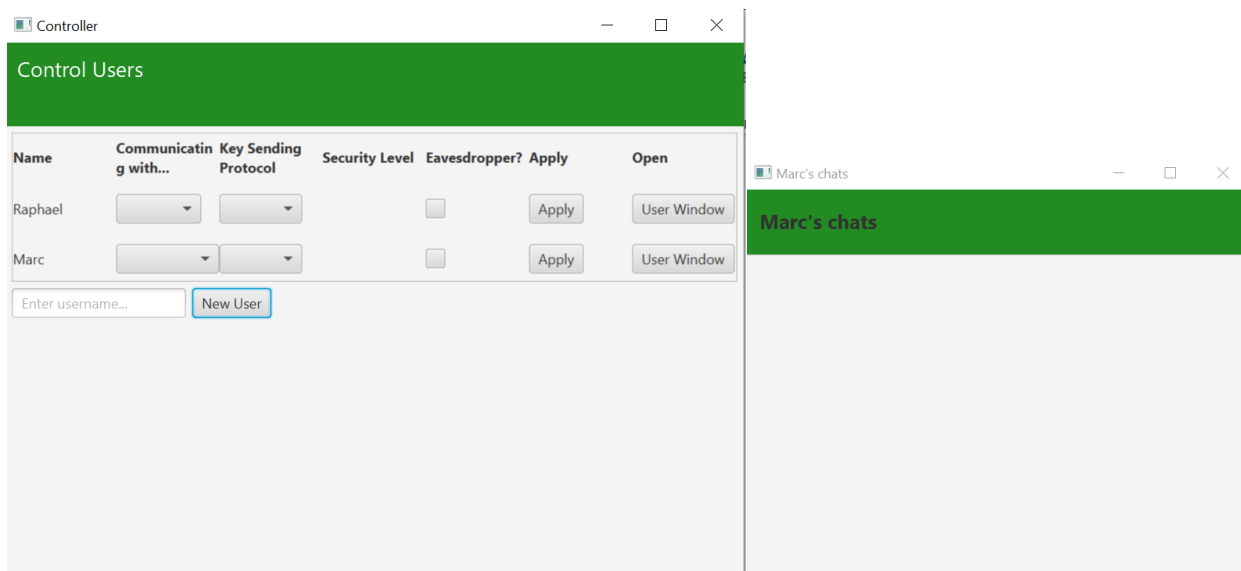 Controller
Control Users
Name Communicatin g with... Key Sending Protocol Security Level Eavesdropper? Apply Open
Raphael Apply User Window
Marc Apply User Window
Enter username... New User
Marc's chats
Marc's chats